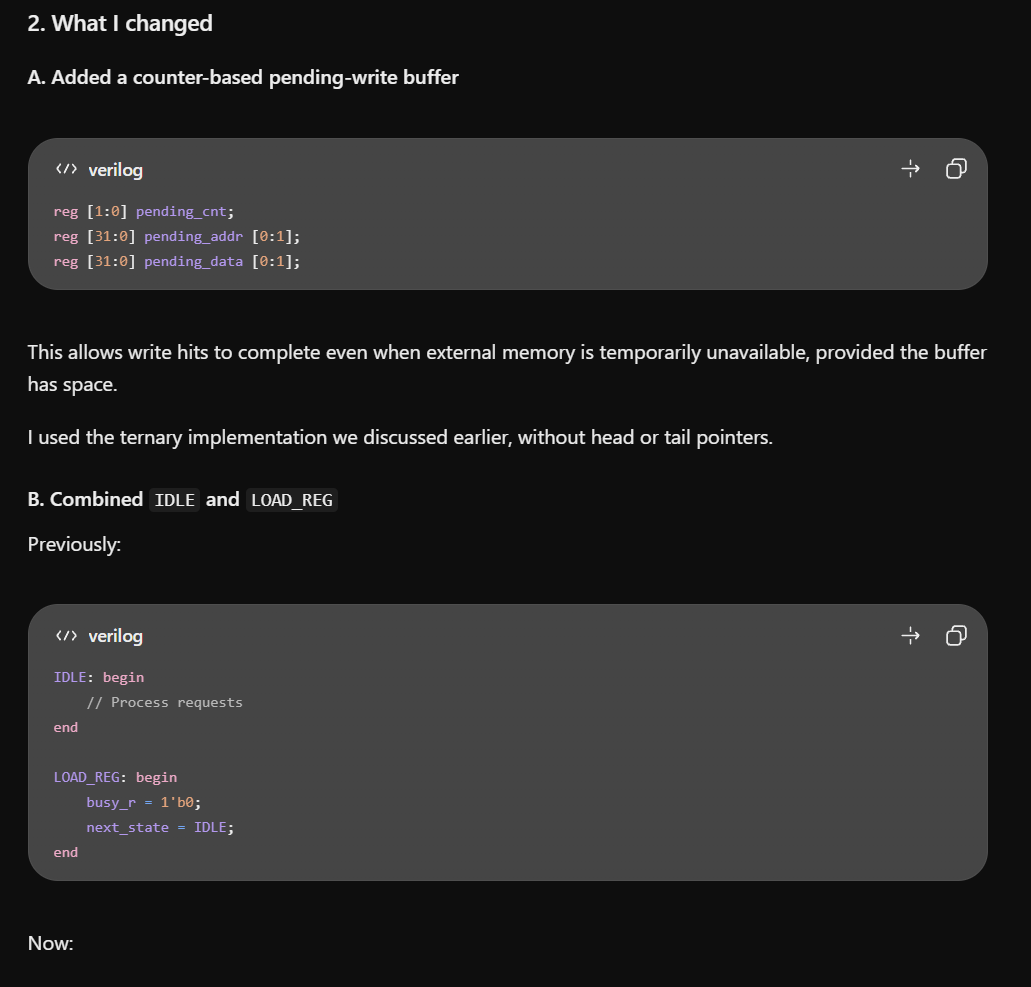 2. What I changed
A. Added a counter-based pending-write buffer
</> verilog
reg [1:0] pending_cnt;
reg [31:0] pending_addr [0:1];
reg [31:0] pending_data [0:1];
This allows write hits to complete even when external memory is temporarily unavailable, provided the buffer
has space.
I used the ternary implementation we discussed earlier, without head or tail pointers.
B. Combined IDLE and LOAD_REG
Previously:
</> verilog
IDLE: begin
    // Process requests
end
LOAD_REG: begin
    busy_r = 1'b0;
    next_state = IDLE;
end
Now: